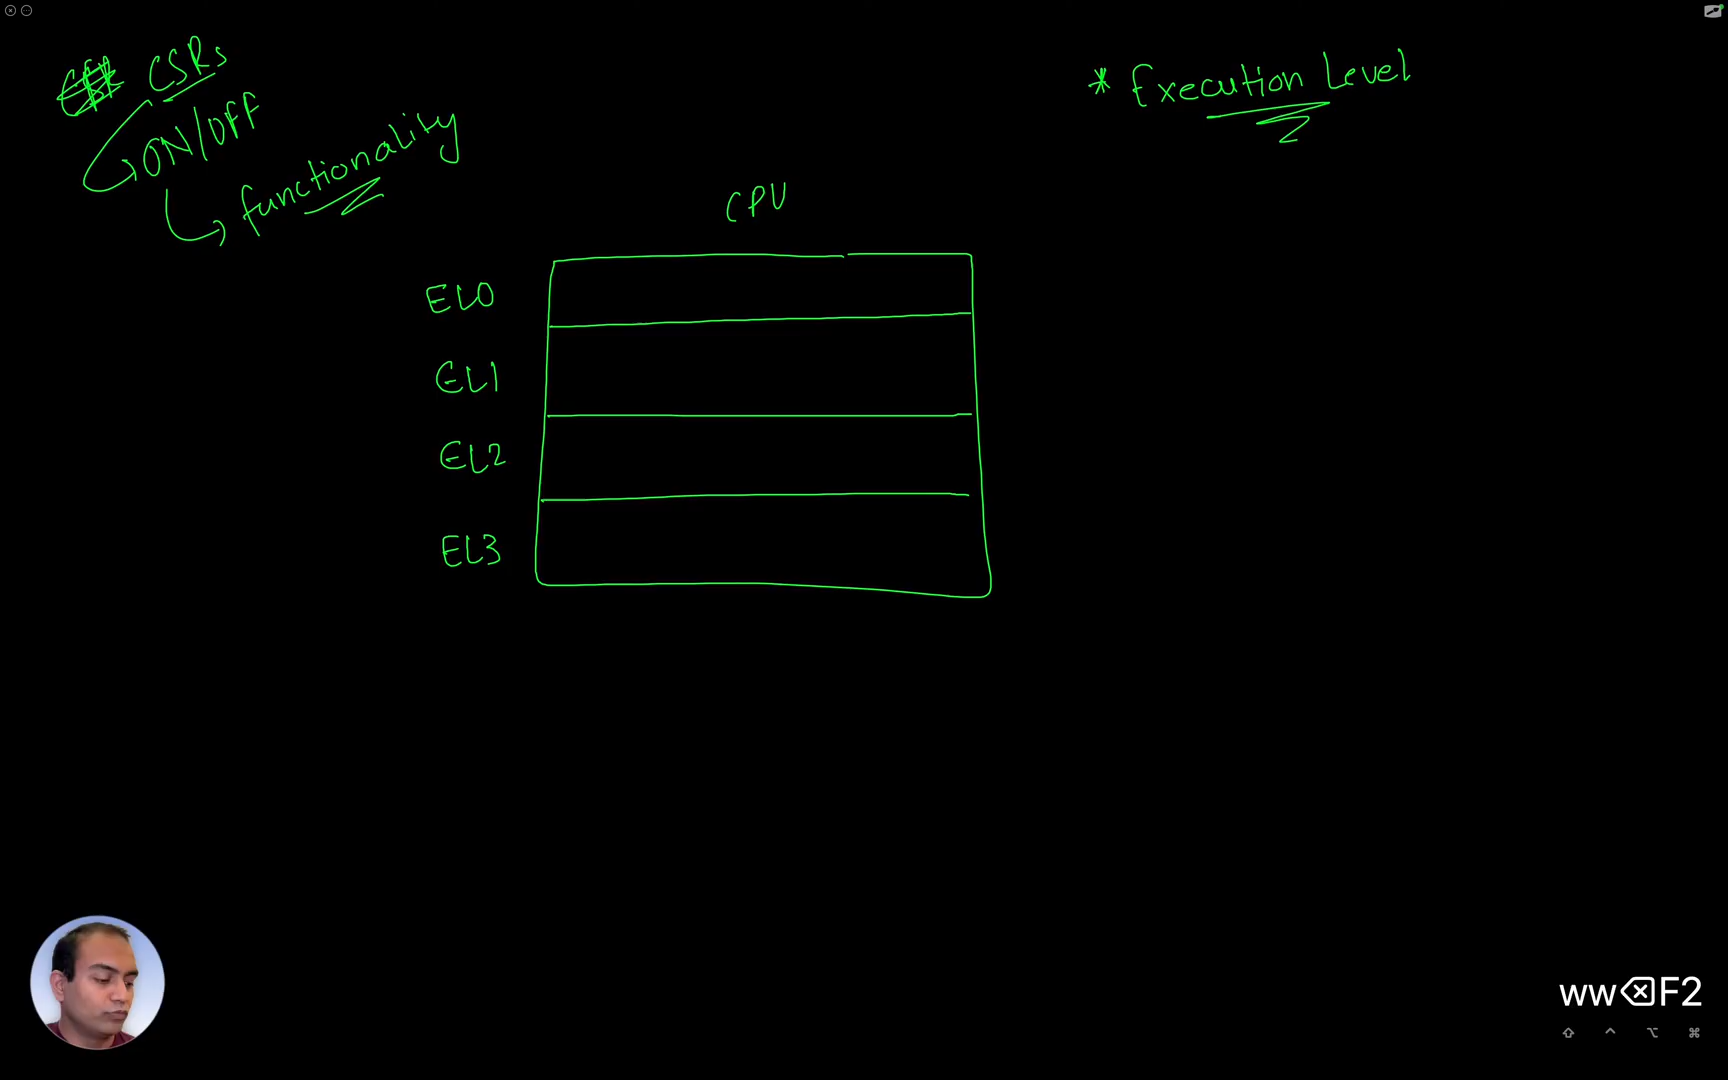 CSRs
ON/OFF
functionality
* Execution Level
CPU
EL0
EL1
EL2
EL3
ww⌫F2
⇧ ⌃ ⌥ ⌘